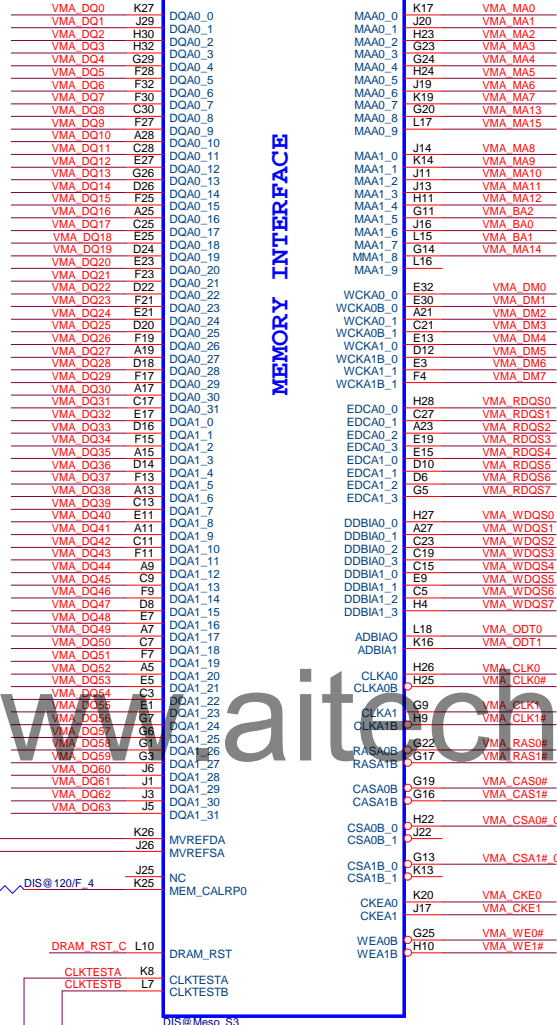 VMA_DQ0 K27 DQA0_0
VMA_DQ1 J29 DQA0_1
VMA_DQ2 H30 DQA0_2
VMA_DQ3 H32 DQA0_3
VMA_DQ4 G29 DQA0_4
VMA_DQ5 F28 DQA0_5
VMA_DQ6 F32 DQA0_6
VMA_DQ7 F30 DQA0_7
VMA_DQ8 C30 DQA0_8
VMA_DQ9 F27 DQA0_9
VMA_DQ10 A28 DQA0_10
VMA_DQ11 C28 DQA0_11
VMA_DQ12 E27 DQA0_12
VMA_DQ13 G26 DQA0_13
VMA_DQ14 D26 DQA0_14
VMA_DQ15 F25 DQA0_15
VMA_DQ16 A25 DQA0_16
VMA_DQ17 C25 DQA0_17
VMA_DQ18 E25 DQA0_18
VMA_DQ19 D24 DQA0_19
VMA_DQ20 E23 DQA0_20
VMA_DQ21 F23 DQA0_21
VMA_DQ22 D22 DQA0_22
VMA_DQ23 F21 DQA0_23
VMA_DQ24 E21 DQA0_24
VMA_DQ25 D20 DQA0_25
VMA_DQ26 F19 DQA0_26
VMA_DQ27 A19 DQA0_27
VMA_DQ28 D18 DQA0_28
VMA_DQ29 F17 DQA0_29
VMA_DQ30 A17 DQA0_30
VMA_DQ31 C17 DQA0_31
VMA_DQ32 E17 DQA1_0
VMA_DQ33 D16 DQA1_1
VMA_DQ34 F15 DQA1_2
VMA_DQ35 A15 DQA1_3
VMA_DQ36 D14 DQA1_4
VMA_DQ37 F13 DQA1_5
VMA_DQ38 A13 DQA1_6
VMA_DQ39 C13 DQA1_7
VMA_DQ40 E11 DQA1_8
VMA_DQ41 A11 DQA1_9
VMA_DQ42 C11 DQA1_10
VMA_DQ43 F11 DQA1_11
VMA_DQ44 A9 DQA1_12
VMA_DQ45 C9 DQA1_13
VMA_DQ46 F9 DQA1_14
VMA_DQ47 D8 DQA1_15
VMA_DQ48 E7 DQA1_16
VMA_DQ49 A7 DQA1_17
VMA_DQ50 C7 DQA1_18
VMA_DQ51 F7 DQA1_19
VMA_DQ52 A5 DQA1_20
VMA_DQ53 E5 DQA1_21
VMA_DQ54 C3 DQA1_22
VMA_DQ55 E1 DQA1_23
VMA_DQ56 G7 DQA1_24
VMA_DQ57 G6 DQA1_25
VMA_DQ58 G1 DQA1_26
VMA_DQ59 G3 DQA1_27
VMA_DQ60 J6 DQA1_28
VMA_DQ61 J1 DQA1_29
VMA_DQ62 J3 DQA1_30
VMA_DQ63 J5 DQA1_31
K26 MVREFDA
J26 MVREFSA
J25 NC
DIS@120/F_4 K25 MEM_CALRP0
DRAM_RST_C L10 DRAM_RST
CLKTESTA K8 CLKTESTA
CLKTESTB L7 CLKTESTB
MEMORY INTERFACE
MAA0_0 K17 VMA_MA0
MAA0_1 J20 VMA_MA1
MAA0_2 H23 VMA_MA2
MAA0_3 G23 VMA_MA3
MAA0_4 G24 VMA_MA4
MAA0_5 H24 VMA_MA5
MAA0_6 J19 VMA_MA6
MAA0_7 K19 VMA_MA7
MAA0_8 G20 VMA_MA13
MAA0_9 L17 VMA_MA15
MAA1_0 J14 VMA_MA8
MAA1_1 K14 VMA_MA9
MAA1_2 J11 VMA_MA10
MAA1_3 J13 VMA_MA11
MAA1_4 H11 VMA_MA12
MAA1_5 G11 VMA_BA2
MAA1_6 J16 VMA_BA0
MAA1_7 L15 VMA_BA1
MMA1_8 G14 VMA_MA14
MAA1_9 L16
WCKA0_0 E32 VMA_DM0
WCKA0B_0 E30 VMA_DM1
WCKA0_1 A21 VMA_DM2
WCKA0B_1 C21 VMA_DM3
WCKA1_0 E13 VMA_DM4
WCKA1B_0 D12 VMA_DM5
WCKA1_1 E3 VMA_DM6
WCKA1B_1 F4 VMA_DM7
EDCA0_0 H28 VMA_RDQS0
EDCA0_1 C27 VMA_RDQS1
EDCA0_2 A23 VMA_RDQS2
EDCA0_3 E19 VMA_RDQS3
EDCA1_0 E15 VMA_RDQS4
EDCA1_1 D10 VMA_RDQS5
EDCA1_2 D6 VMA_RDQS6
EDCA1_3 G5 VMA_RDQS7
DDBIA0_0 H27 VMA_WDQS0
DDBIA0_1 A27 VMA_WDQS1
DDBIA0_2 C23 VMA_WDQS2
DDBIA0_3 C19 VMA_WDQS3
DDBIA1_0 C15 VMA_WDQS4
DDBIA1_1 E9 VMA_WDQS5
DDBIA1_2 C5 VMA_WDQS6
DDBIA1_3 H4 VMA_WDQS7
ADBIAO L18 VMA_ODT0
ADBIA1 K16 VMA_ODT1
CLKA0 H26 VMA_CLK0
CLKA0B H25 VMA_CLK0#
CLKA1 G9 VMA_CLK1
CLKA1B H9 VMA_CLK1#
RASA0B G22 VMA_RAS0#
RASA1B G17 VMA_RAS1#
CASA0B G19 VMA_CAS0#
CASA1B G16 VMA_CAS1#
CSA0B_0 H22 VMA_CSA0#_0
CSA0B_1 J22
CSA1B_0 G13 VMA_CSA1#_0
CSA1B_1 K13
CKEA0 K20 VMA_CKE0
CKEA1 J17 VMA_CKE1
WEA0B G25 VMA_WE0#
WEA1B H10 VMA_WE1#
DIS@Meso_S3
ww.aitech